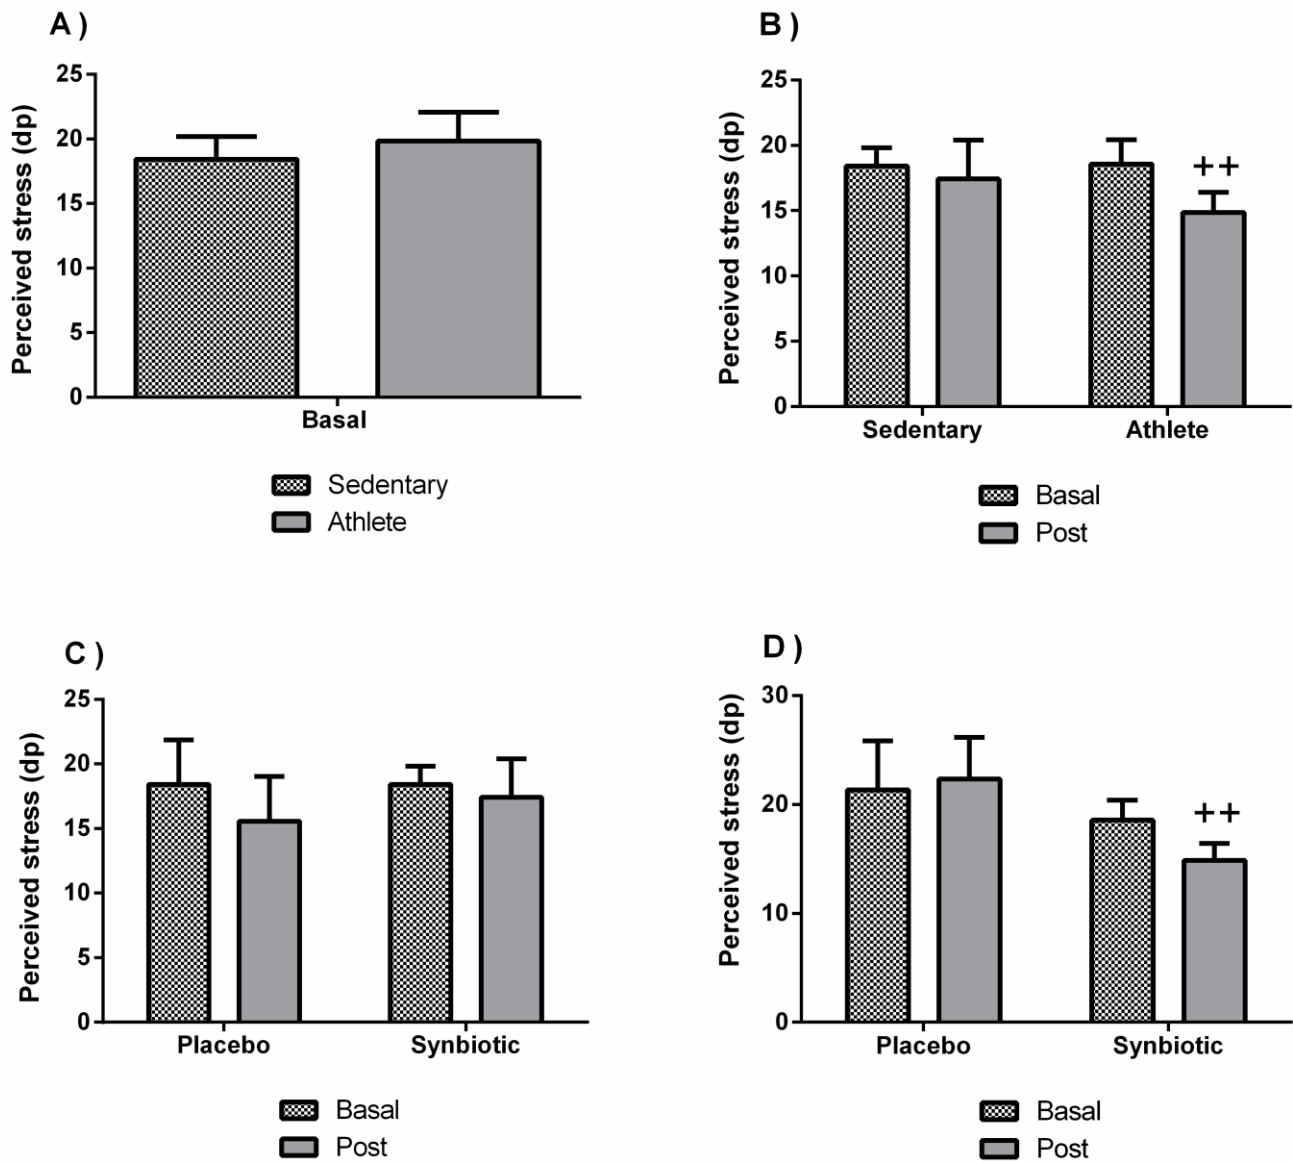 A )
Perceived stress (dp)
25
20
15
10
5
0
Basal
Sedentary
Athlete
B )
Perceived stress (dp)
25
20
15
10
5
0
++
Sedentary
Athlete
Basal
Post
C )
Perceived stress (dp)
25
20
15
10
5
0
Placebo
Synbiotic
Basal
Post
D )
Perceived stress (dp)
30
20
10
0
++
Placebo
Synbiotic
Basal
Post